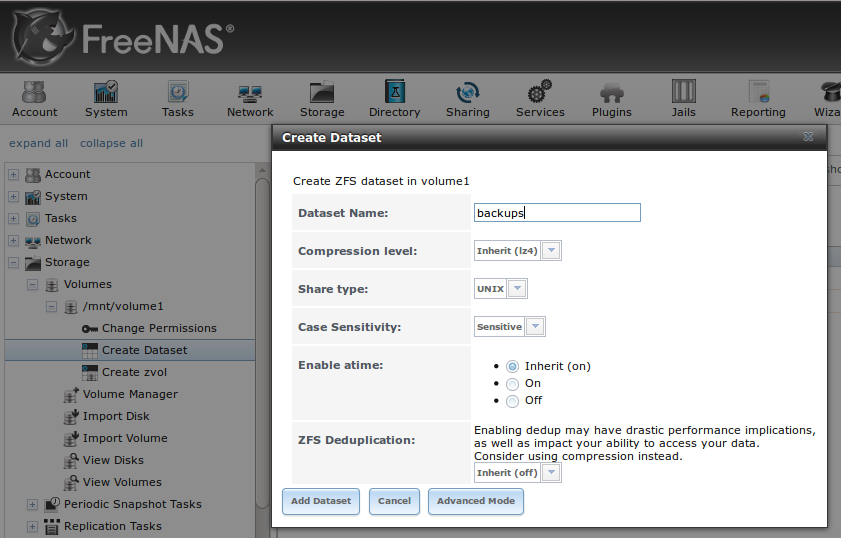 FreeNAS®
Account System Tasks Network Storage Directory Sharing Services Plugins Jails Reporting Wiza
expand all collapse all
Account
System
Tasks
Network
Storage
Volumes
/mnt/volume1
Change Permissions
Create Dataset
Create zvol
Volume Manager
Import Disk
Import Volume
View Disks
View Volumes
Periodic Snapshot Tasks
Replication Tasks
Create Dataset
Create ZFS dataset in volume1
Dataset Name: backups
Compression level: Inherit (lz4)
Share type: UNIX
Case Sensitivity: Sensitive
Enable atime:
Inherit (on)
On
Off
ZFS Deduplication:
Enabling dedup may have drastic performance implications,
as well as impact your ability to access your data.
Consider using compression instead.
Inherit (off)
Add Dataset Cancel Advanced Mode